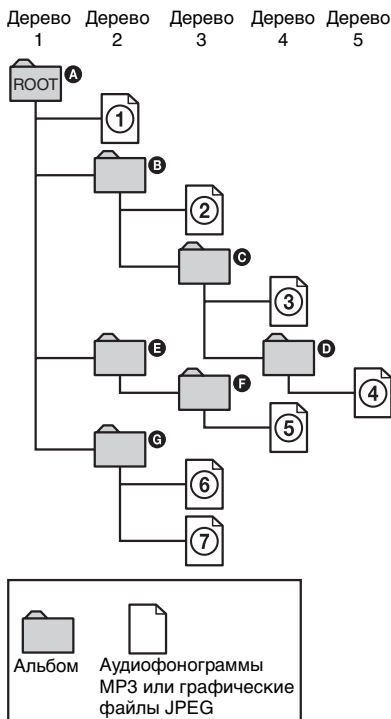 Дерево Дерево Дерево Дерево Дерево
1 2 3 4 5
ROOT A
1
B
2
C
3
E D
F 4
5
G
6
7
Альбом Аудиофонограммы
MP3 или графические
файлы JPEG